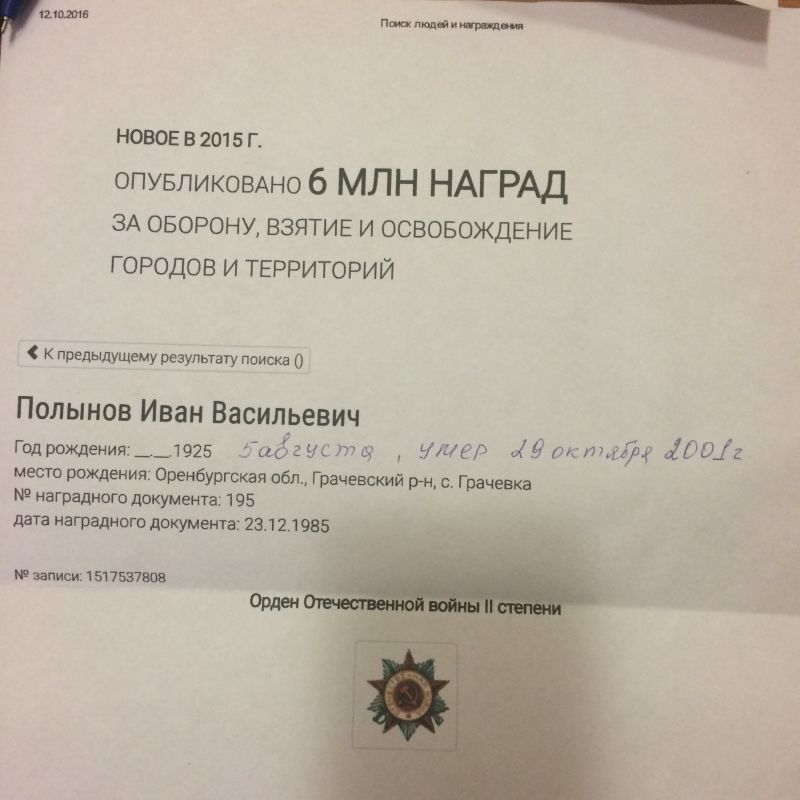 12.10.2016
Поиск людей и награждения
НОВОЕ В 2015 Г.
ОПУБЛИКОВАНО 6 МЛН НАГРАД
ЗА ОБОРОНУ, ВЗЯТИЕ И ОСВОБОЖДЕНИЕ
ГОРОДОВ И ТЕРРИТОРИЙ
К предыдущему результату поиска ()
Полынов Иван Васильевич
Год рождения: __.__.1925 5 августа, умер 29 октября 2001 г.
место рождения: Оренбургская обл., Грачевский р-н, с. Грачевка
№ наградного документа: 195
дата наградного документа: 23.12.1985
№ записи: 1517537808
Орден Отечественной войны II степени